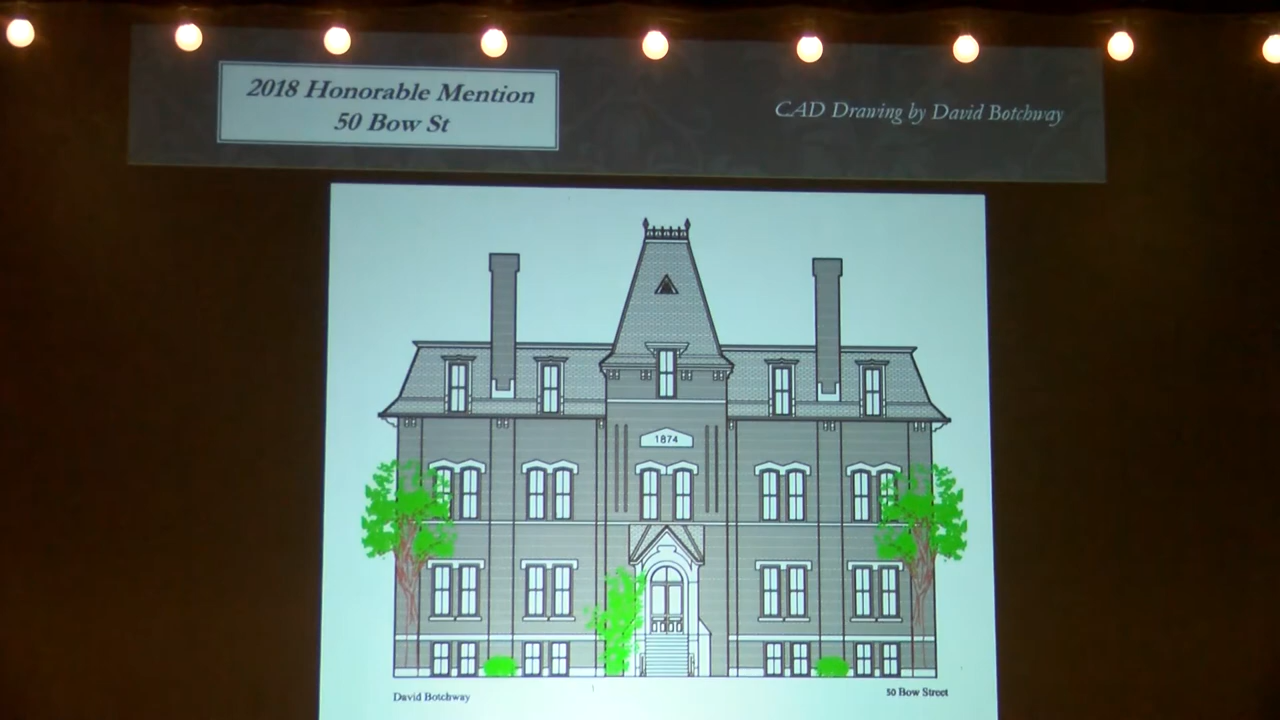 2018 Honorable Mention
50 Bow St
CAD Drawing by David Botchway
1874
David Botchway
50 Bow Street